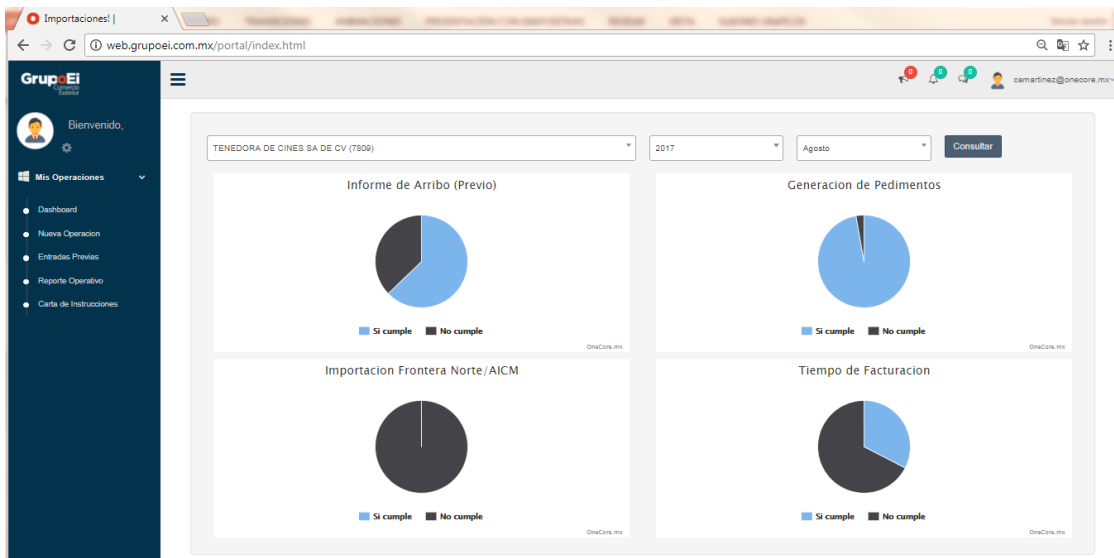 Importaciones! |
web.grupoei.com.mx/portal/index.html
GrupoEi
Comercio
Exterior
0 0 0
camartinez@onecore.mx
Bienvenido,
Mis Operaciones
Dashboard
Nueva Operacion
Entradas Previas
Reporte Operativo
Carta de Instrucciones
TENEDORA DE CINES SA DE CV (7809) 2017 Agosto Consultar
Informe de Arribo (Previo)
Si cumple No cumple
OneCore.mx
Generacion de Pedimentos
Si cumple No cumple
OneCore.mx
Importacion Frontera Norte/AICM
Si cumple No cumple
OneCore.mx
Tiempo de Facturacion
Si cumple No cumple
OneCore.mx